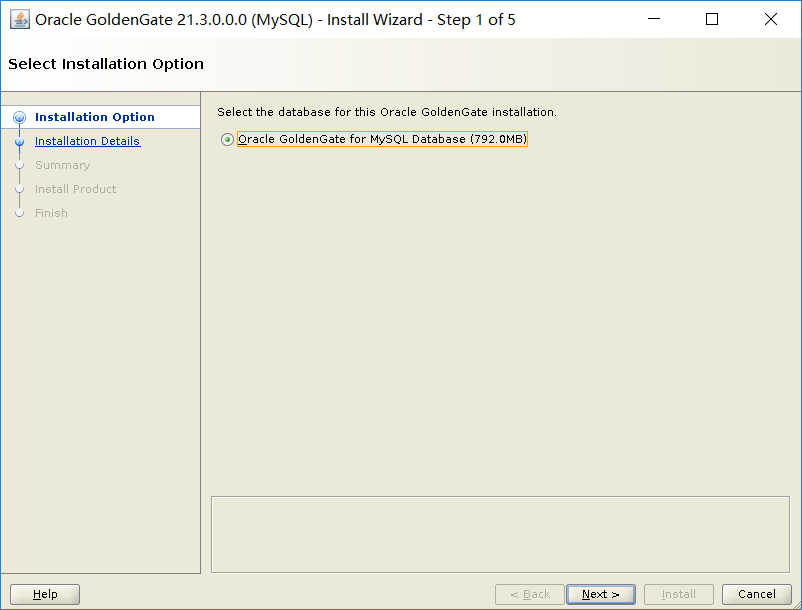 Oracle GoldenGate 21.3.0.0.0 (MySQL) - Install Wizard - Step 1 of 5
Select Installation Option
Installation Option
Installation Details
Summary
Install Product
Finish
Select the database for this Oracle GoldenGate installation.
Oracle GoldenGate for MySQL Database (792.0MB)
Help
< Back
Next >
Install
Cancel